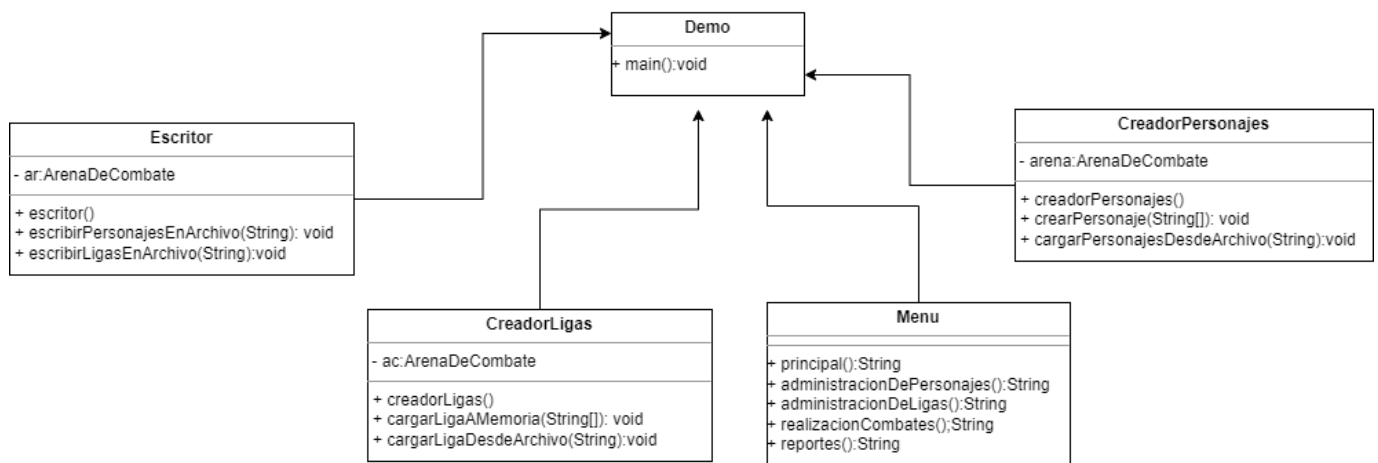 Demo
+ main():void
Escritor
- ar:ArenaDeCombate
+ escritor()
+ escribirPersonajesEnArchivo(String): void
+ escribirLigasEnArchivo(String):void
CreadorPersonajes
- arena:ArenaDeCombate
+ creadorPersonajes()
+ crearPersonaje(String[]): void
+ cargarPersonajesDesdeArchivo(String):void
CreadorLigas
- ac:ArenaDeCombate
+ creadorLigas()
+ cargarLigaAMemoria(String[]): void
+ cargarLigaDesdeArchivo(String):void
Menu
+ principal():String
+ administracionDePersonajes():String
+ administracionDeLigas():String
+ realizacionCombates();String
+ reportes():String